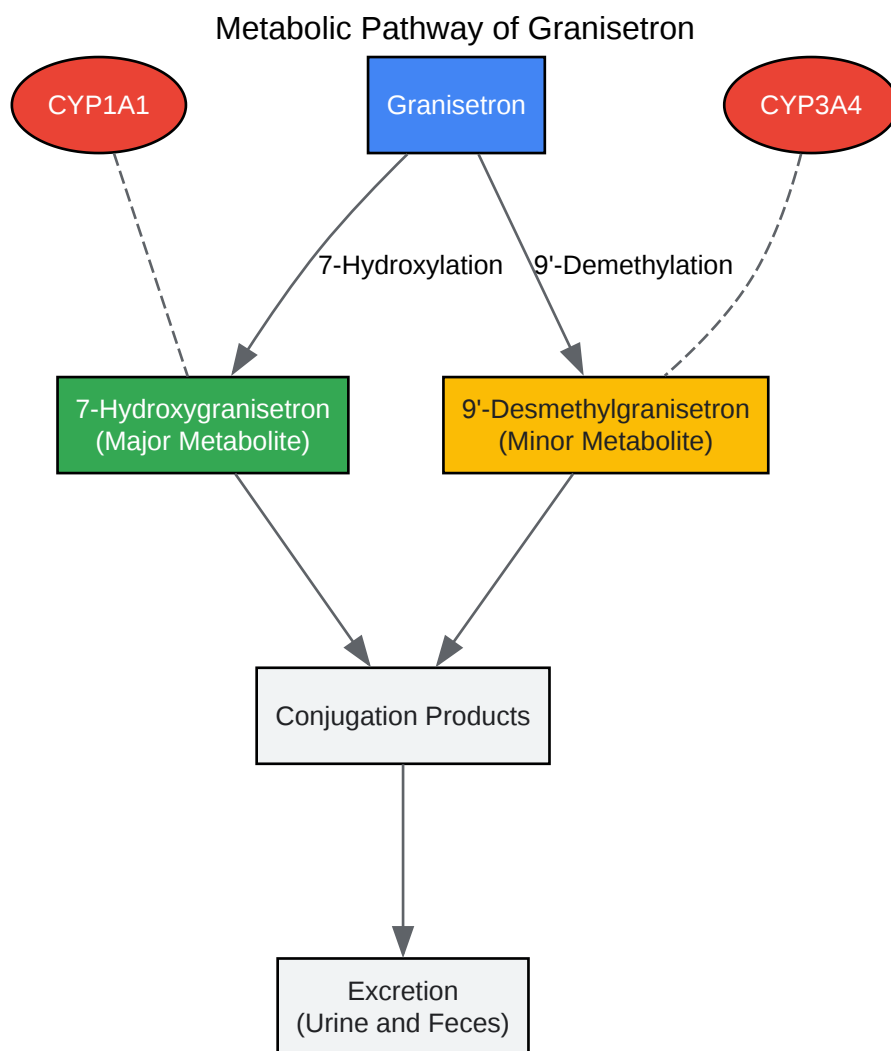 Metabolic Pathway of Granisetron
CYP1A1
Granisetron
CYP3A4
7-Hydroxylation
9'-Demethylation
7-Hydroxygranisetron
(Major Metabolite)
9'-Desmethylgranisetron
(Minor Metabolite)
Conjugation Products
Excretion
(Urine and Feces)